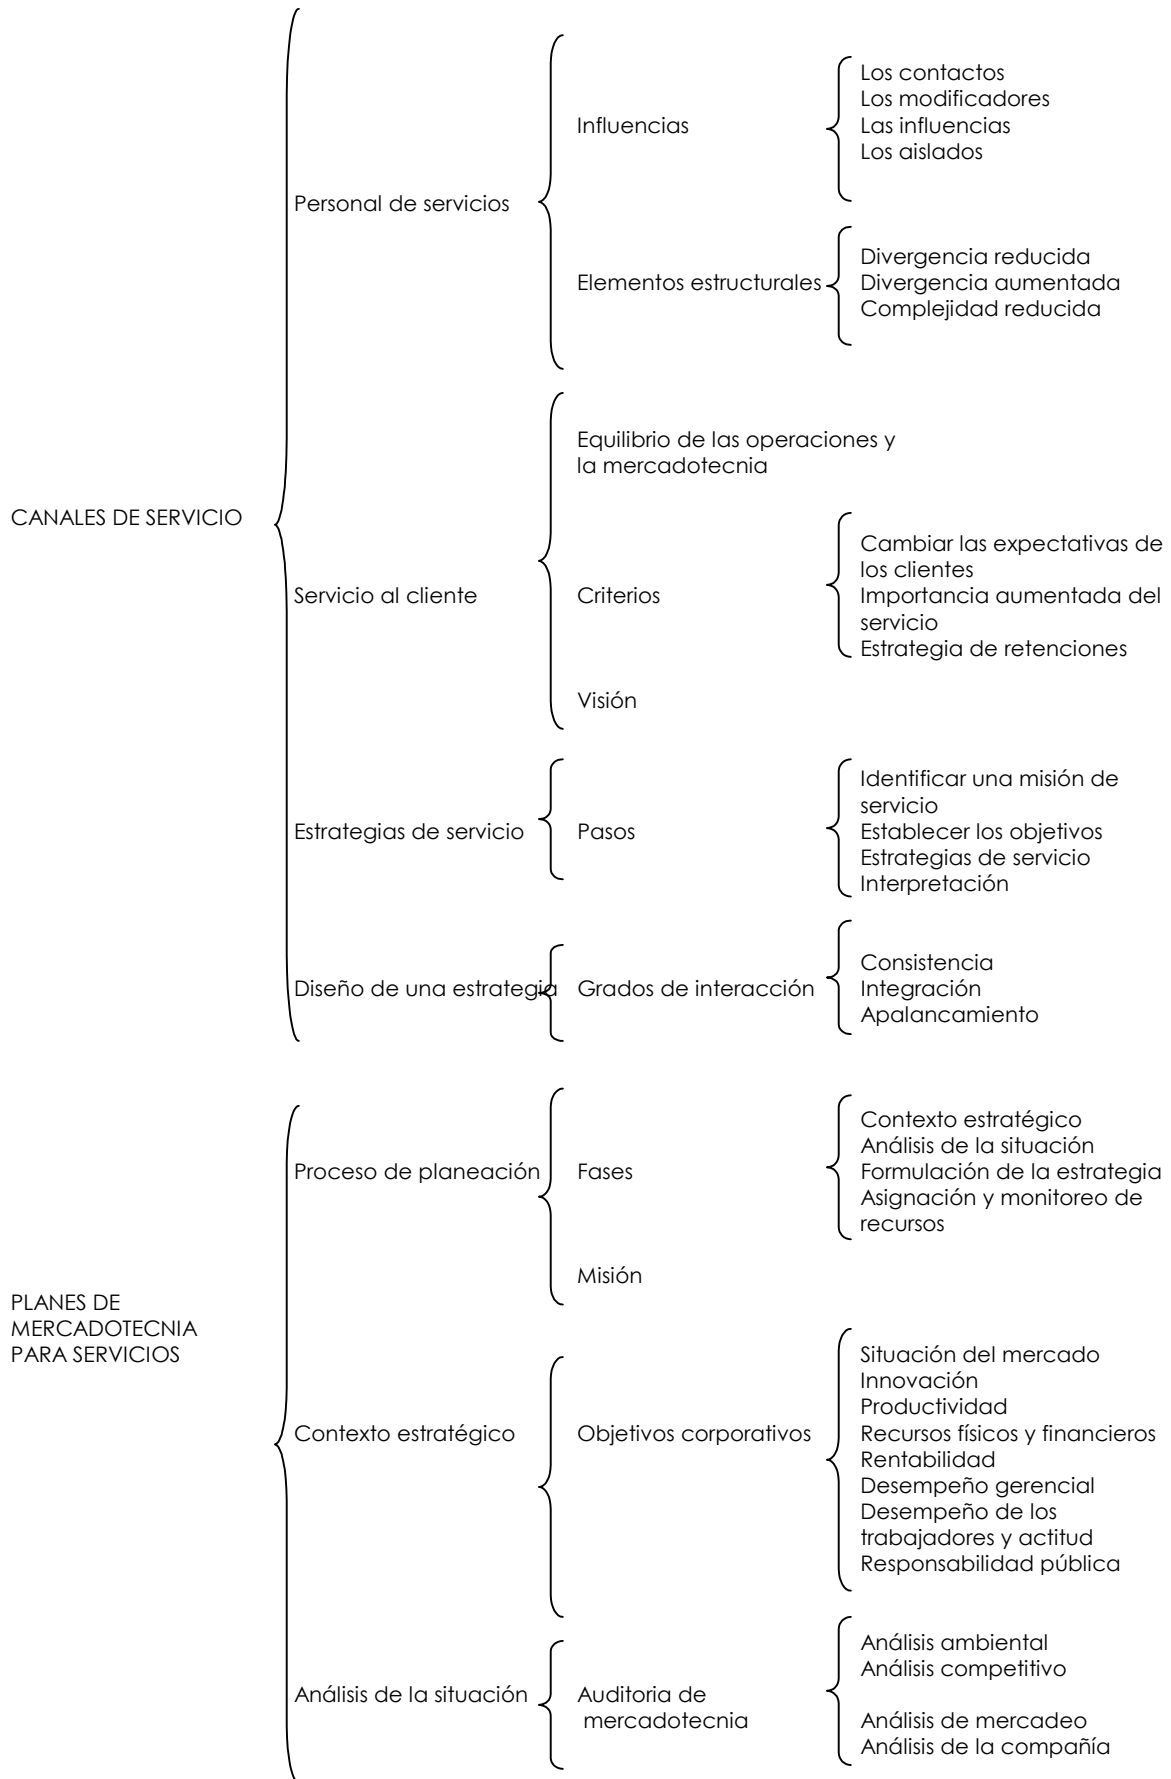 Los contactos
Los modificadores
Influencias
Las influencias
Los aislados
Personal de servicios
Elementos estructurales
Divergencia reducida
Divergencia aumentada
Complejidad reducida
CANALES DE SERVICIO
Equilibrio de las operaciones y
la mercadotecnia
Servicio al cliente
Criterios
Cambiar las expectativas de
los clientes
Importancia aumentada del
servicio
Estrategia de retenciones
Visión
Estrategias de servicio
Pasos
Identificar una misión de
servicio
Establecer los objetivos
Estrategias de servicio
Interpretación
Diseño de una estrategia
Grados de interacción
Consistencia
Integración
Apalancamiento
PLANES DE
MERCADOTECNIA
PARA SERVICIOS
Proceso de planeación
Fases
Contexto estratégico
Análisis de la situación
Formulación de la estrategia
Asignación y monitoreo de
recursos
Misión
Contexto estratégico
Objetivos corporativos
Situación del mercado
Innovación
Productividad
Recursos físicos y financieros
Rentabilidad
Desempeño gerencial
Desempeño de los
trabajadores y actitud
Responsabilidad pública
Análisis de la situación
Auditoria de
mercadotecnia
Análisis ambiental
Análisis competitivo
Análisis de mercadeo
Análisis de la compañía